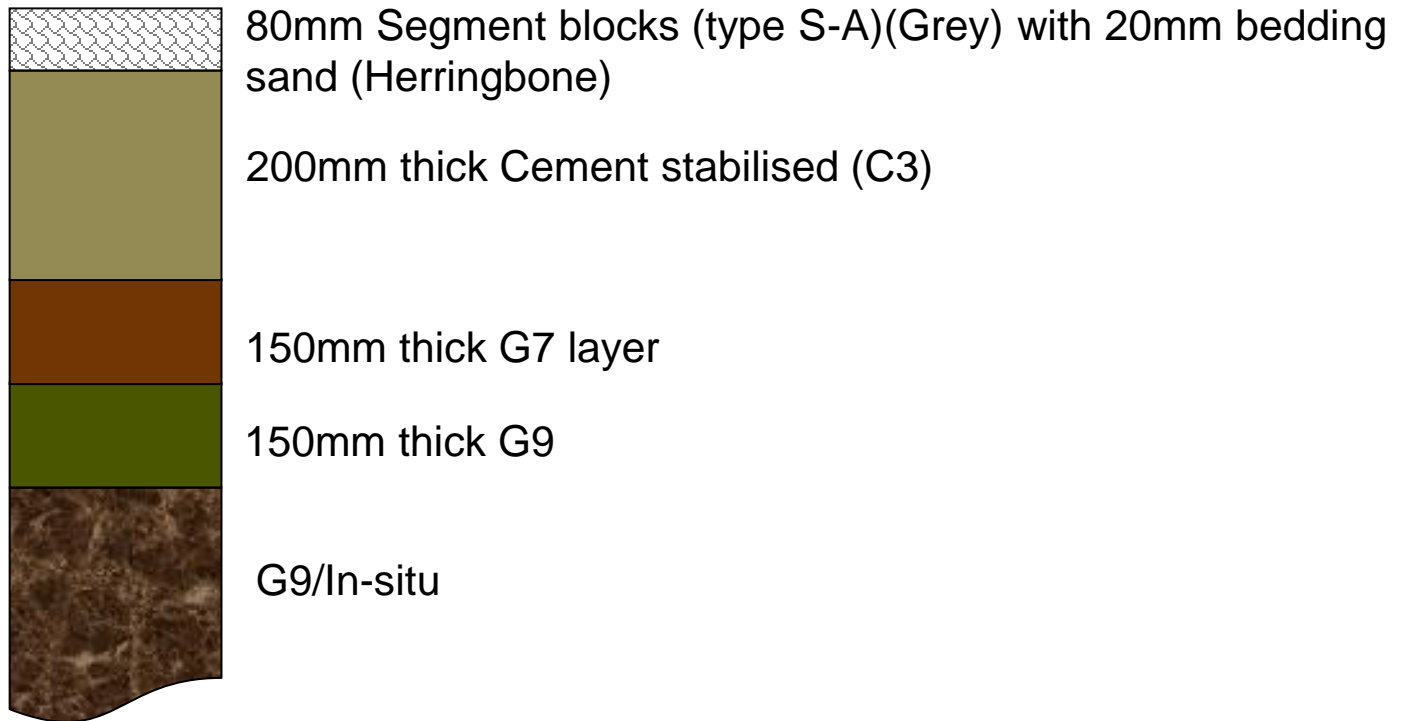 80mm Segment blocks (type S-A)(Grey) with 20mm bedding
sand (Herringbone)
200mm thick Cement stabilised (C3)
150mm thick G7 layer
150mm thick G9
G9/In-situ